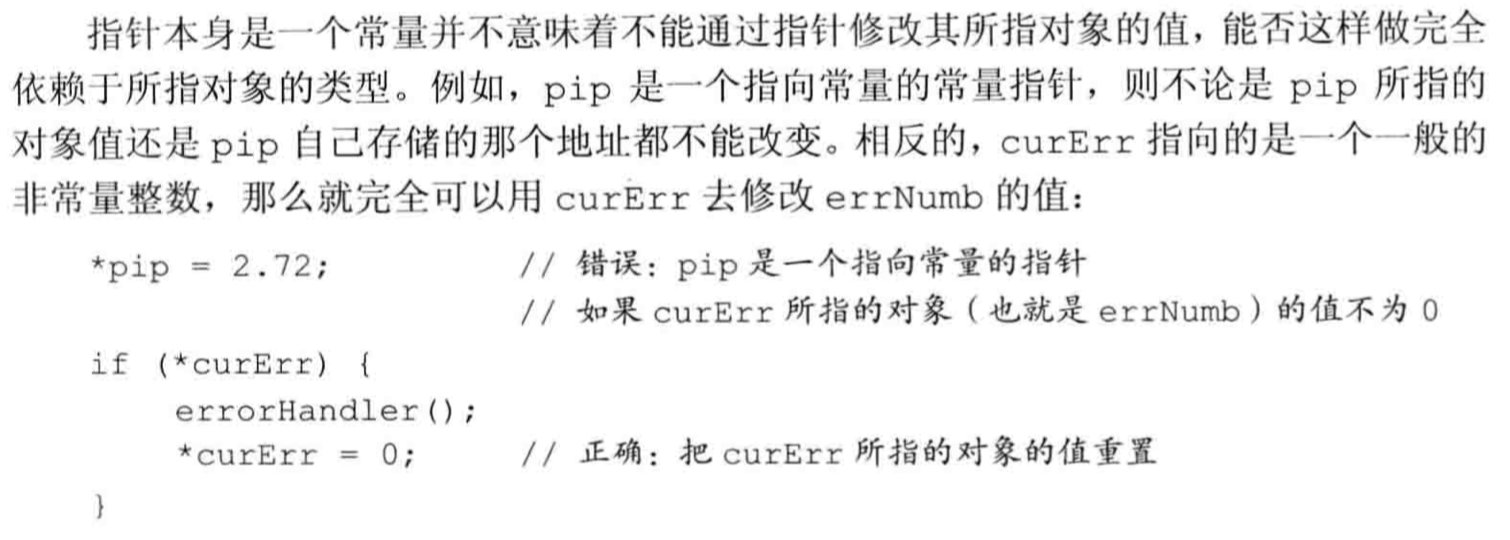 指针本身是一个常量并不意味着不能通过指针修改其所指对象的值，能否这样做完全
依赖于所指对象的类型。例如，pip 是一个指向常量的常量指针，则不论是 pip 所指的
对象值还是 pip 自己存储的那个地址都不能改变。相反的，curErr 指向的是一个一般的
非常量整数，那么就完全可以用 curErr 去修改 errNumb 的值：
*pip = 2.72; // 错误：pip 是一个指向常量的指针
// 如果 curErr 所指的对象（也就是 errNumb）的值不为 0
if (*curErr) {
errorHandler();
*curErr = 0; // 正确：把 curErr 所指的对象的值重置
}